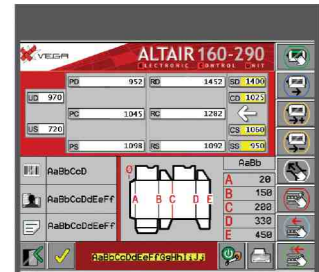 VEGA ALTAIR 160-290
ELECTRONIC CONTROL UNIT
PD 952 RD 1452 SD 1400
UD 970 CD 1025
PC 1045 RC 1282
US 720 CS 1060
PS 1098 RS 1092 SS 950
AaBbCcD O AaBb
A 20
AaBbCcDdEeFf A B C D E B 150
C 200
AaBbCcDdEeFf D 330
E 450
AaBbCcDdEeFfGgHhIiJj